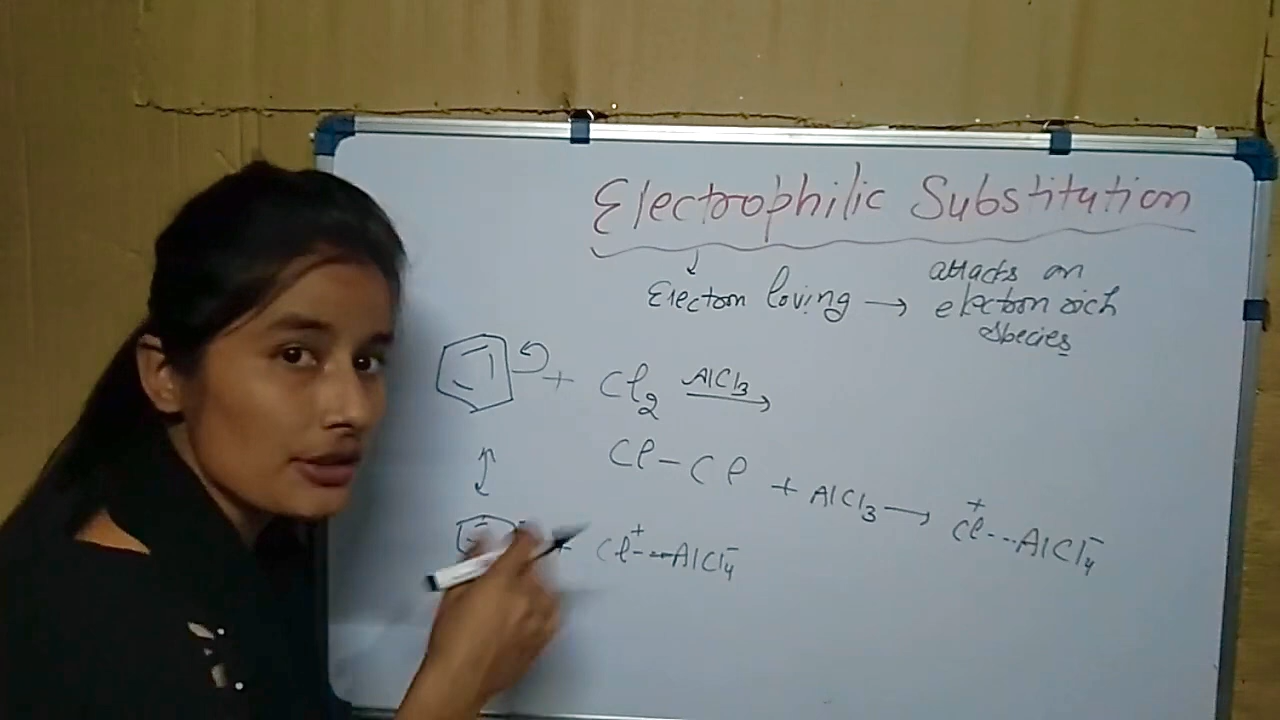 Electrophilic Substitution
Electron loving → attacks on
electron rich
species
+ Cl2 AlCl3 →
Cl-Cl + AlCl3 → Cl+---AlCl4-
+ Cl+---AlCl4-